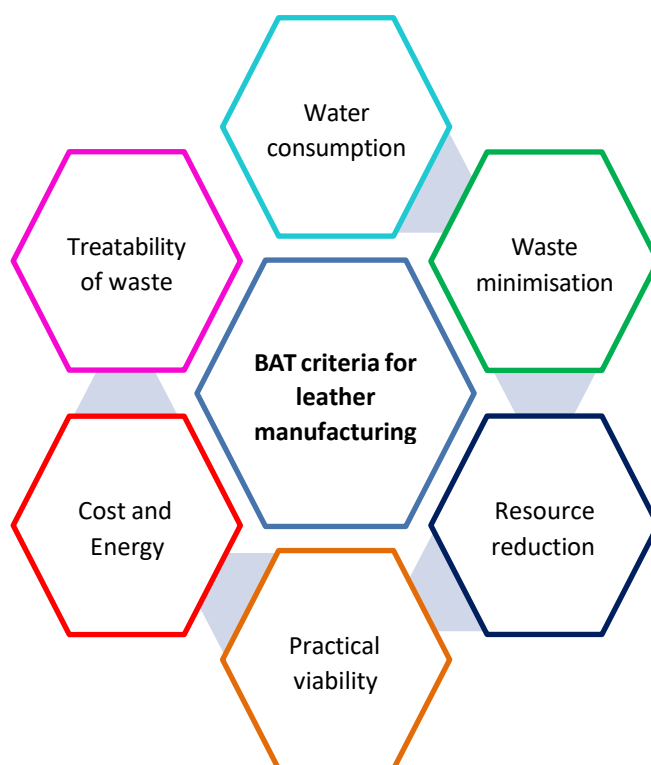 Water
consumption
Treatability
of waste
Waste
minimisation
BAT criteria for
leather
manufacturing
Cost and
Energy
Resource
reduction
Practical
viability